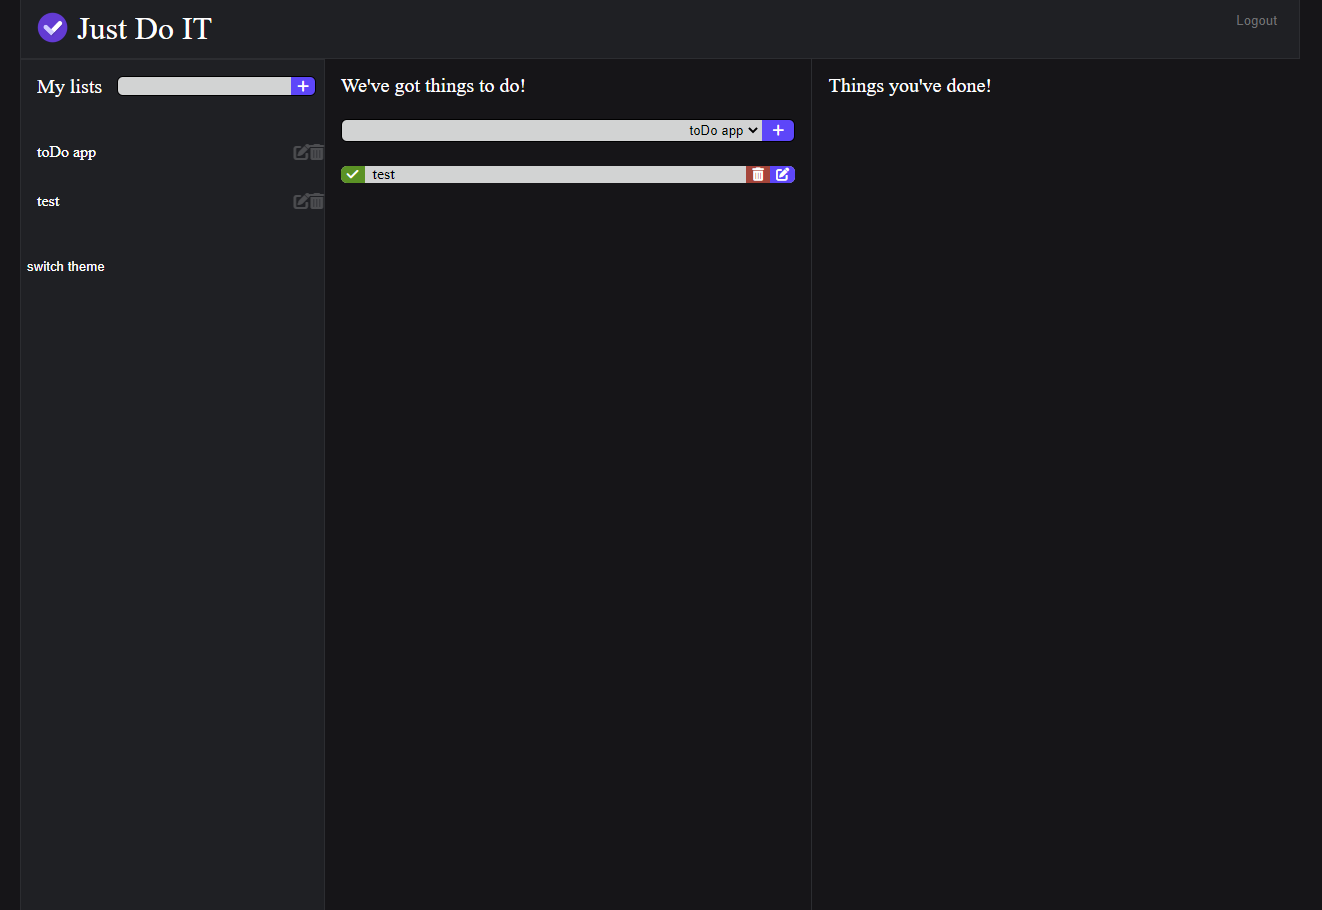 Just Do IT
Logout
My lists
toDo app
test
switch theme
We've got things to do!
toDo app
test
Things you've done!